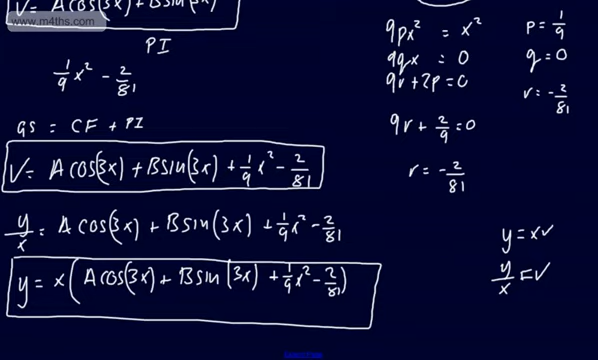 V= A cos(3x) + B sin(3x)
www.m4ths.com
PI
1/9 x² - 2/81
GS = CF + PI
V= A cos(3x) + B sin(3x) + 1/9 x² - 2/81
y/x = A cos(3x) + B sin(3x) + 1/9 x² - 2/81
y = x(A cos(3x) + B sin(3x) + 1/9 x² - 2/81)
9px² = x²
9qx = 0
9r + 2p = 0
9r + 2/9 = 0
r = -2/81
p = 1/9
q = 0
r = -2/81
y = xv
y/x = v